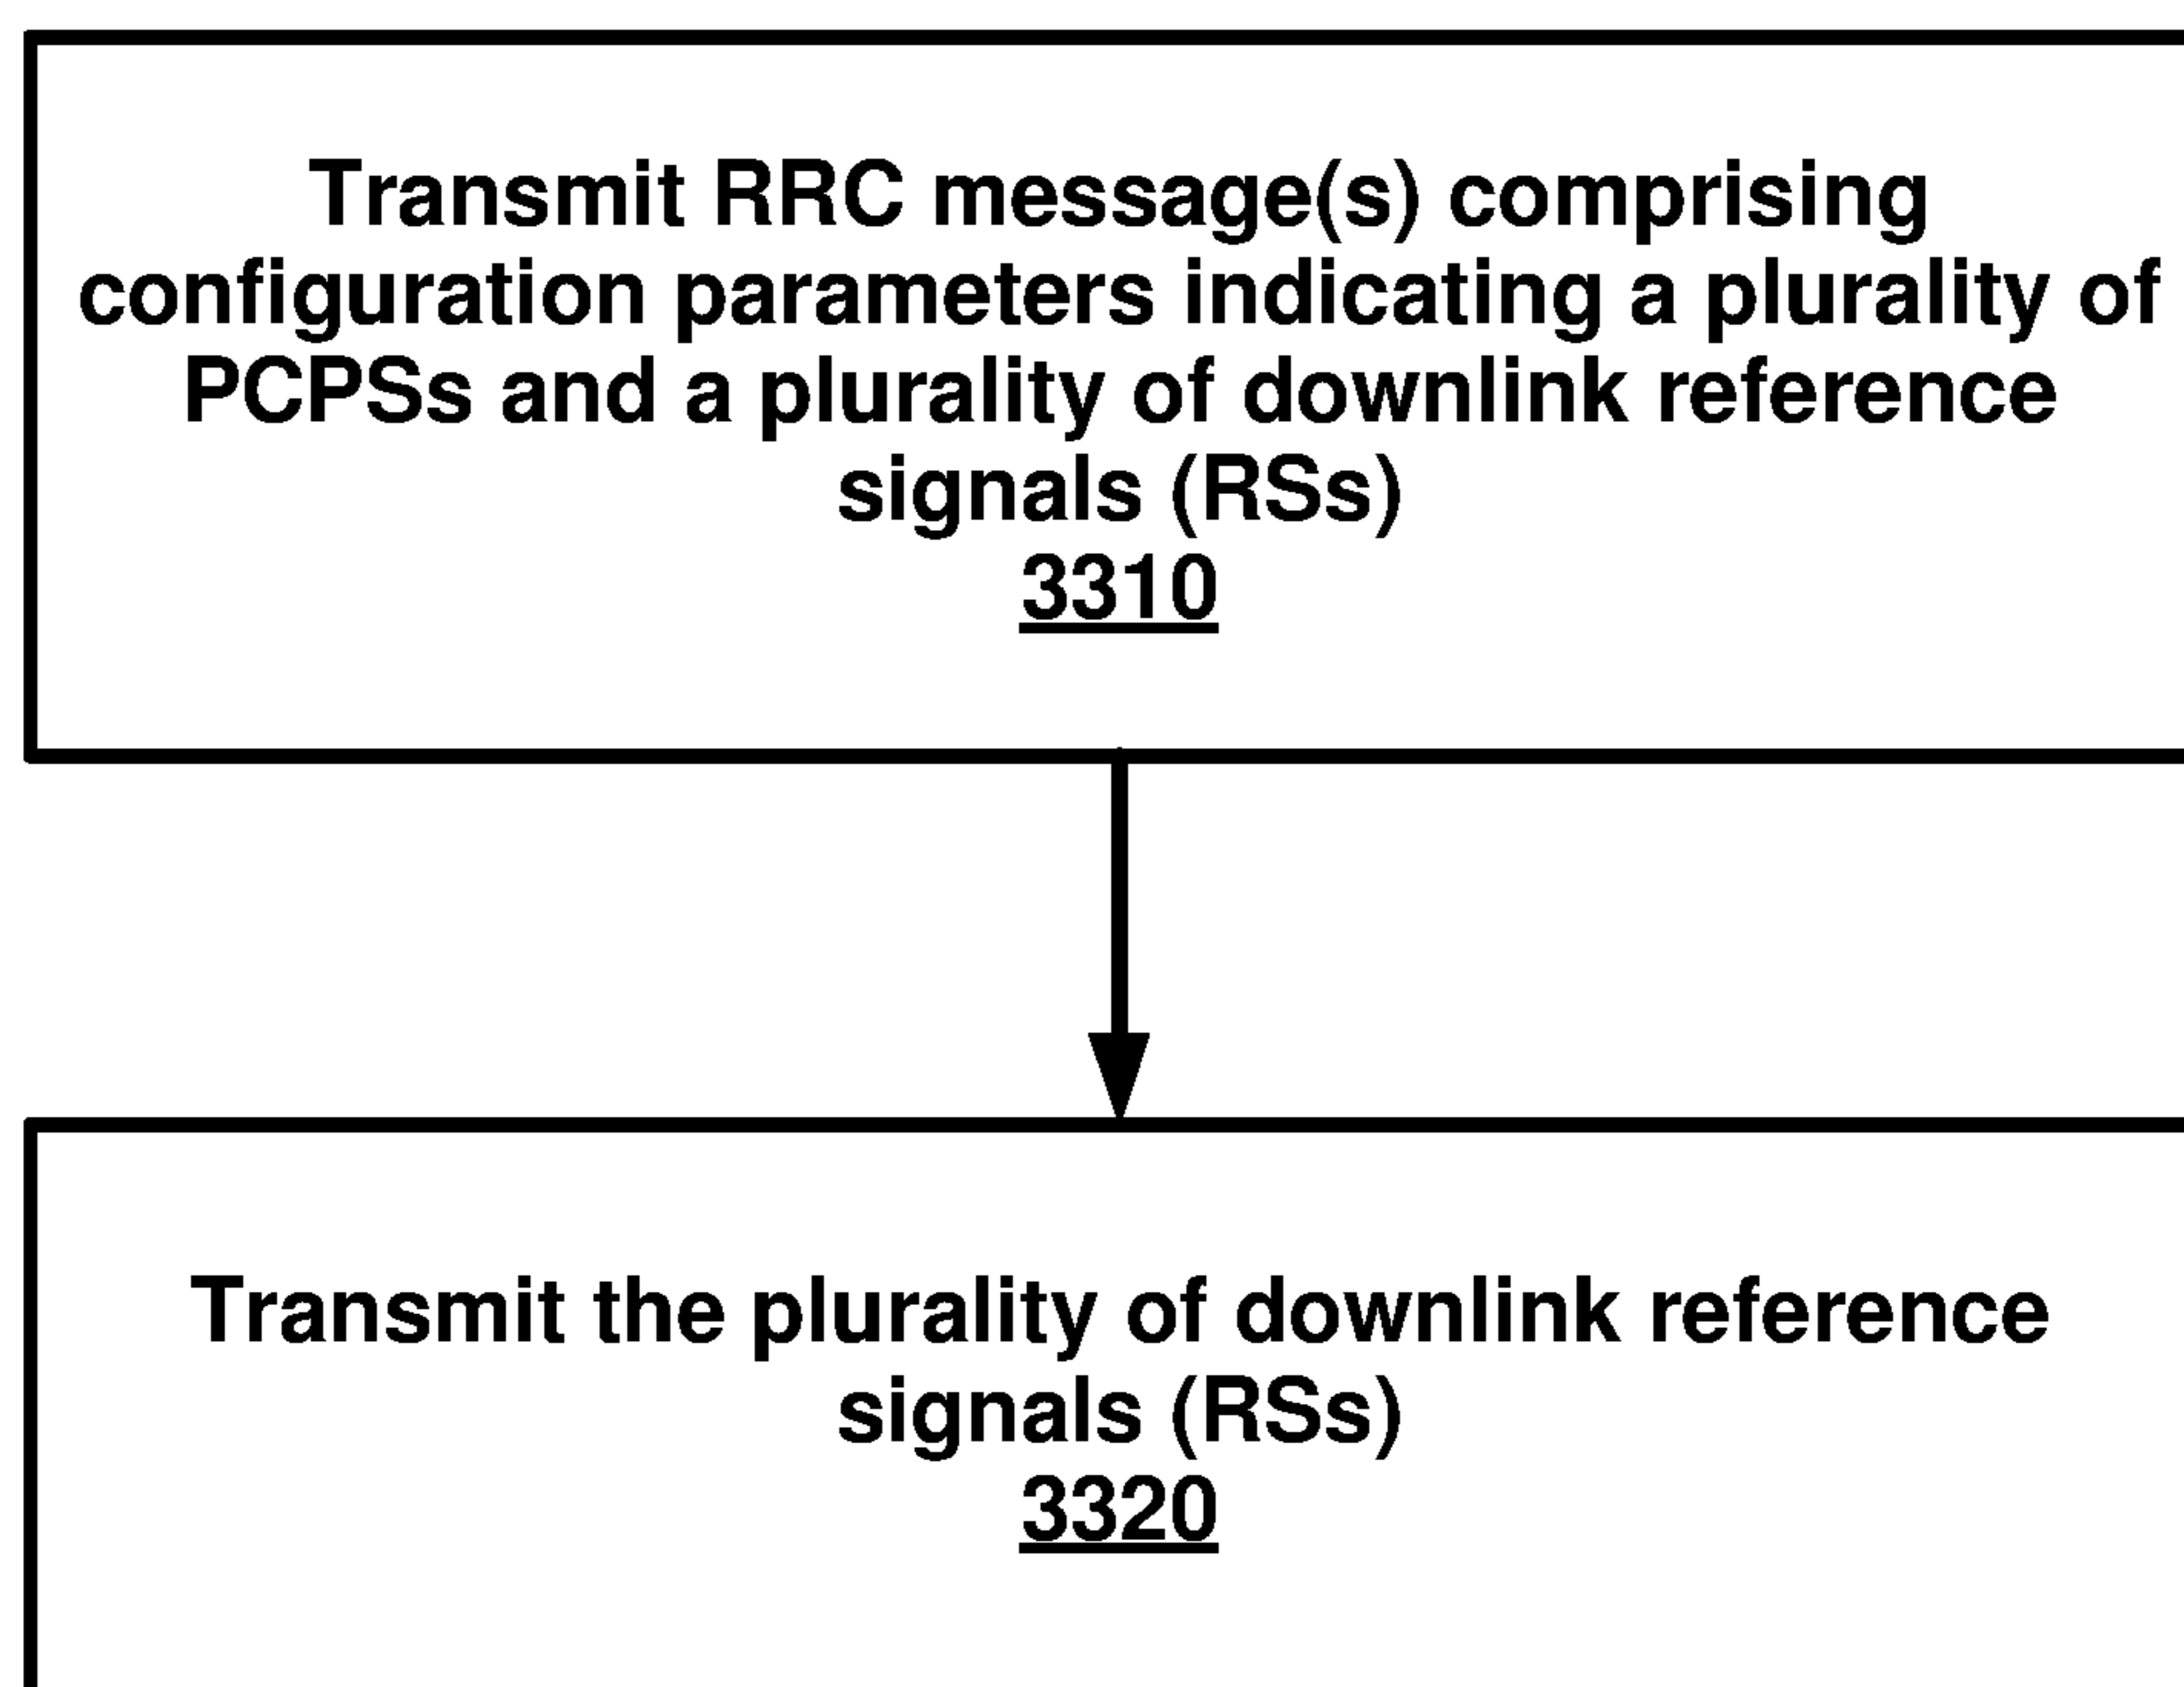 Transmit RRC message(s) comprising
configuration parameters indicating a plurality of
PCPSs and a plurality of downlink reference
signals (RSs)
3310
Transmit the plurality of downlink reference
signals (RSs)
3320